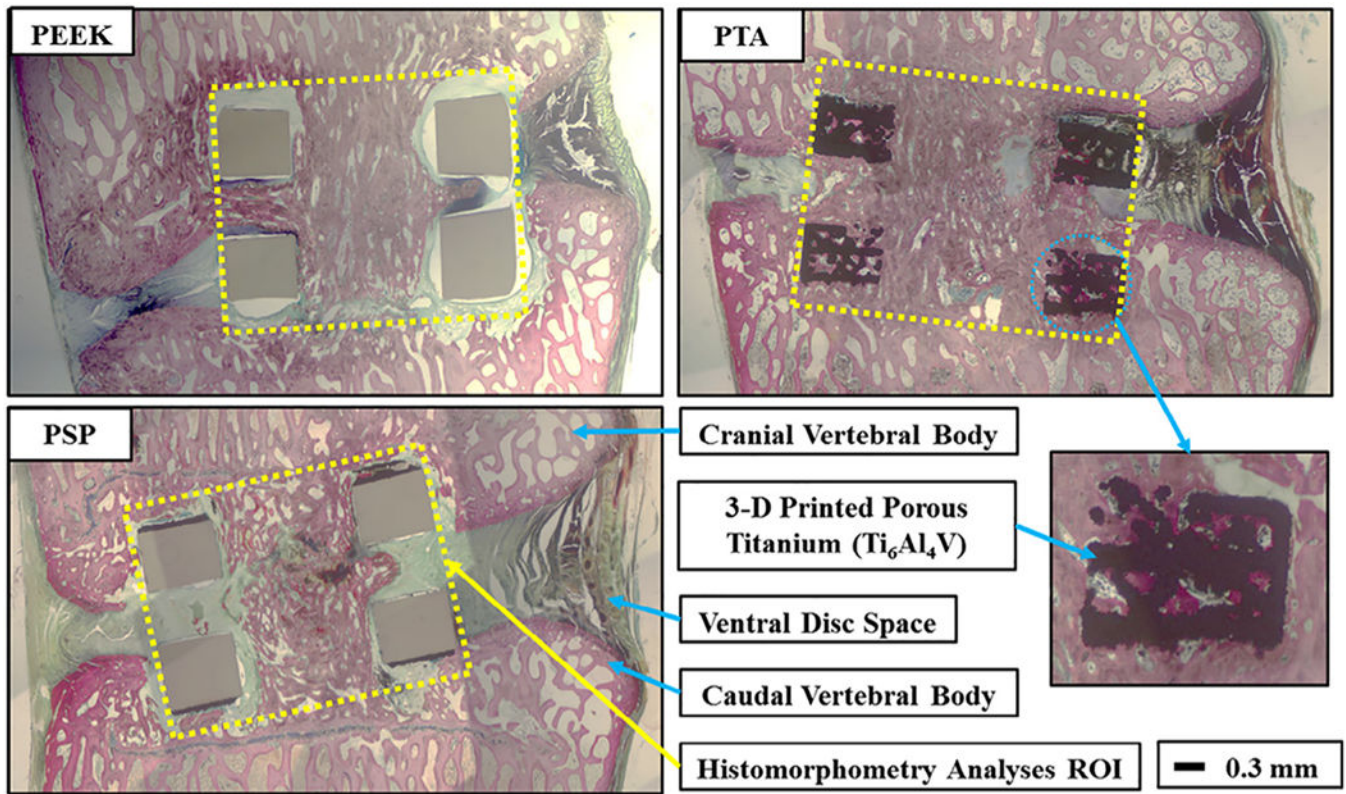 PEEK
PTA
PSP
Cranial Vertebral Body
3-D Printed Porous
Titanium (Ti₆Al₄V)
Ventral Disc Space
Caudal Vertebral Body
Histomorphometry Analyses ROI
0.3 mm